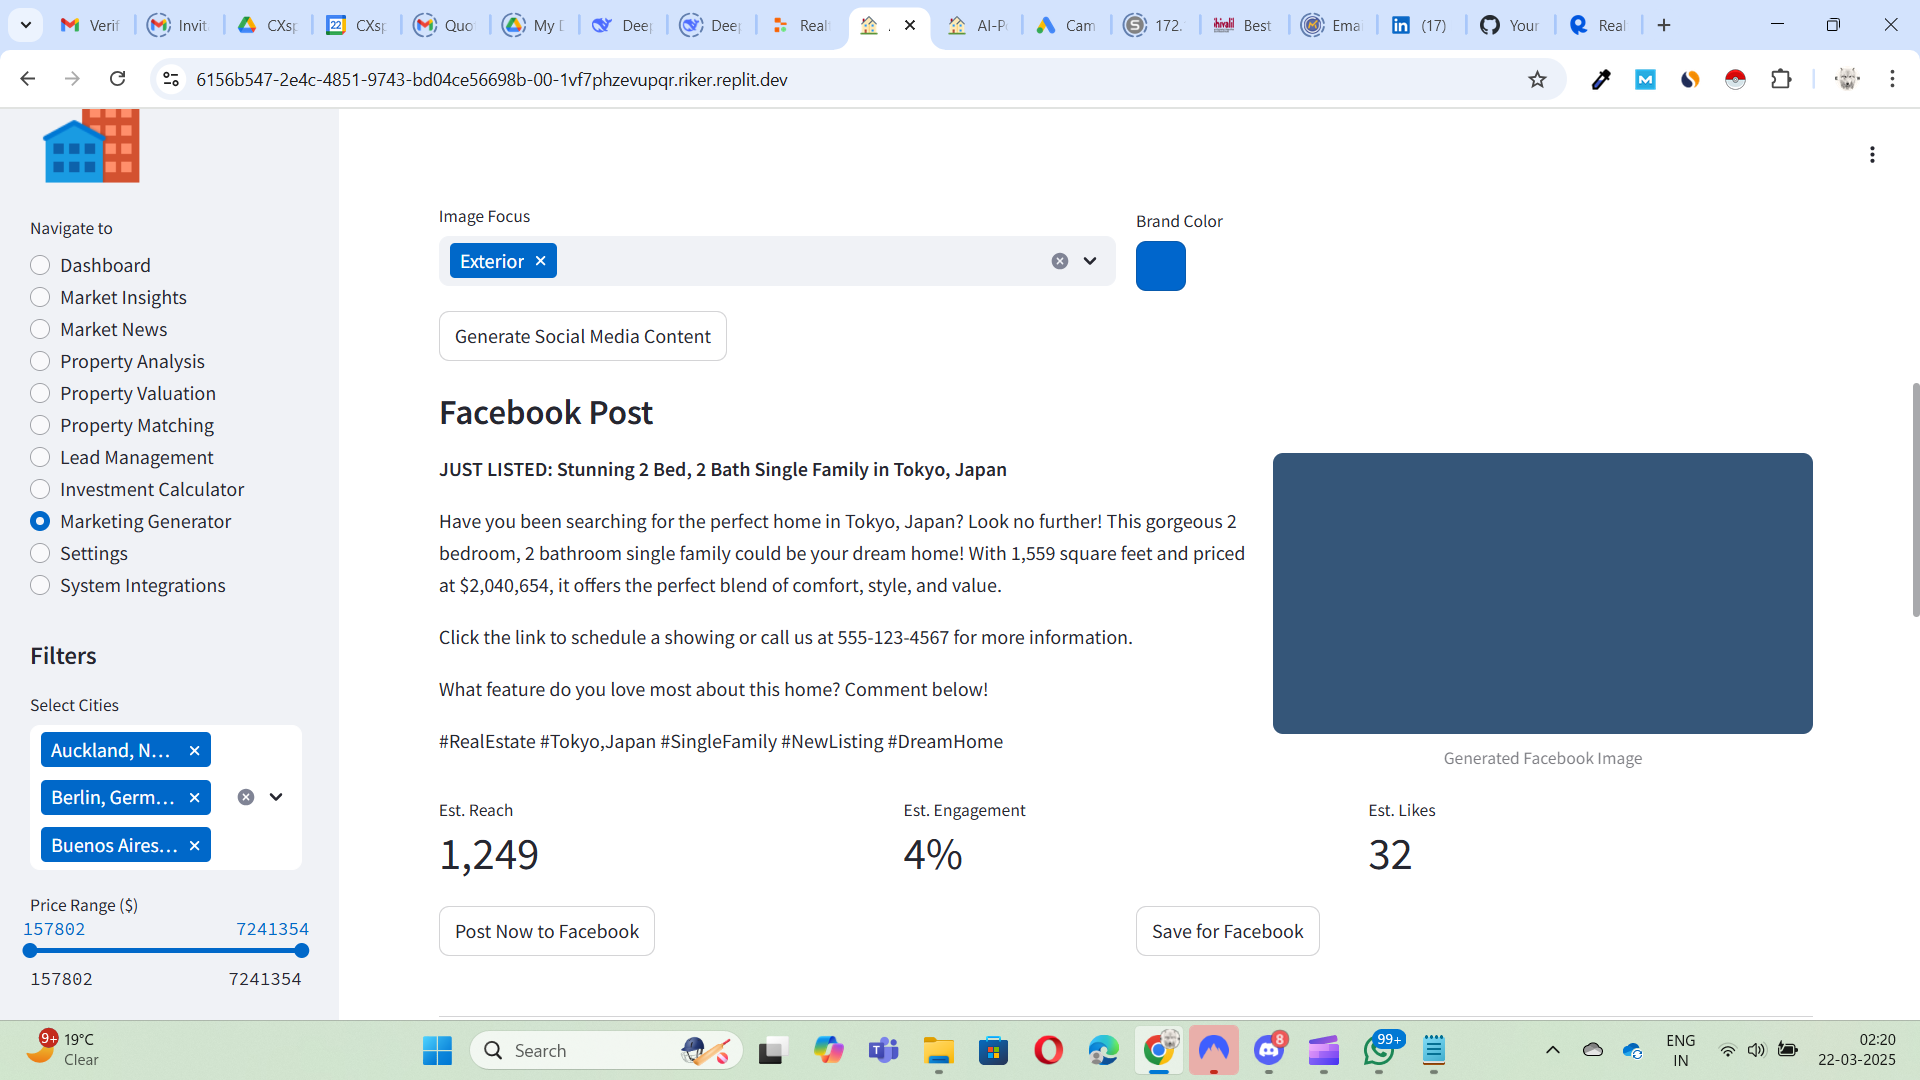 Verif
Invit
CXsp
CXsp
Quo
My D
Deep
Deep
Realt
.
AI-Po
Cam
172.
Best
Emai
(17)
Your
Real
6156b547-2e4c-4851-9743-bd04ce56698b-00-1vf7phzevupqr.riker.replit.dev
Navigate to
Dashboard
Market Insights
Market News
Property Analysis
Property Valuation
Property Matching
Lead Management
Investment Calculator
Marketing Generator
Settings
System Integrations
Filters
Select Cities
Auckland, N...
Berlin, Germ...
Buenos Aires...
Price Range ($)
157802 7241354
157802 7241354
Image Focus
Exterior
Brand Color
Generate Social Media Content
Facebook Post
JUST LISTED: Stunning 2 Bed, 2 Bath Single Family in Tokyo, Japan
Have you been searching for the perfect home in Tokyo, Japan? Look no further! This gorgeous 2
bedroom, 2 bathroom single family could be your dream home! With 1,559 square feet and priced
at $2,040,654, it offers the perfect blend of comfort, style, and value.
Click the link to schedule a showing or call us at 555-123-4567 for more information.
What feature do you love most about this home? Comment below!
#RealEstate #Tokyo,Japan #SingleFamily #NewListing #DreamHome
Generated Facebook Image
Est. Reach
1,249
Est. Engagement
4%
Est. Likes
32
Post Now to Facebook
Save for Facebook
9+
19°C
Clear
Search
8
99+
ENG
IN
02:20
22-03-2025